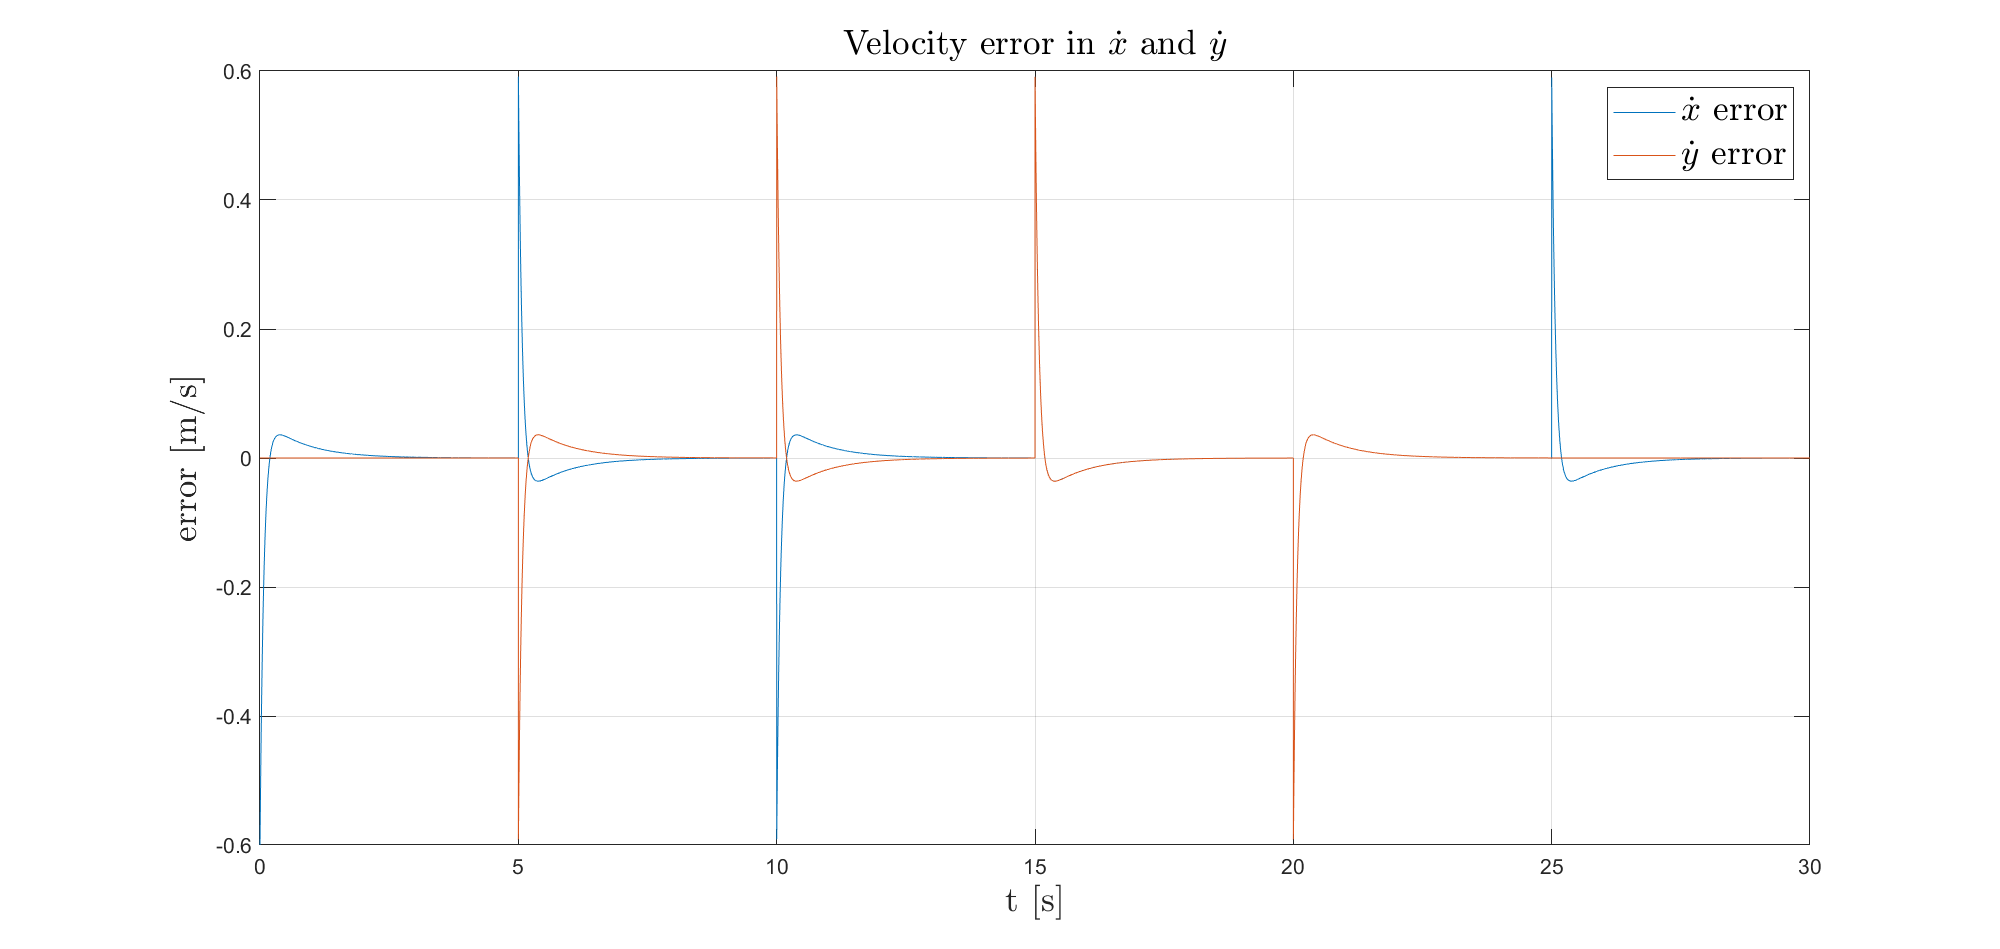 Velocity error in ẋ and ẏ
0.6
0.4
0.2
0
-0.2
-0.4
-0.6
error [m/s]
ẋ error
ẏ error
0 5 10 15 20 25 30
t [s]